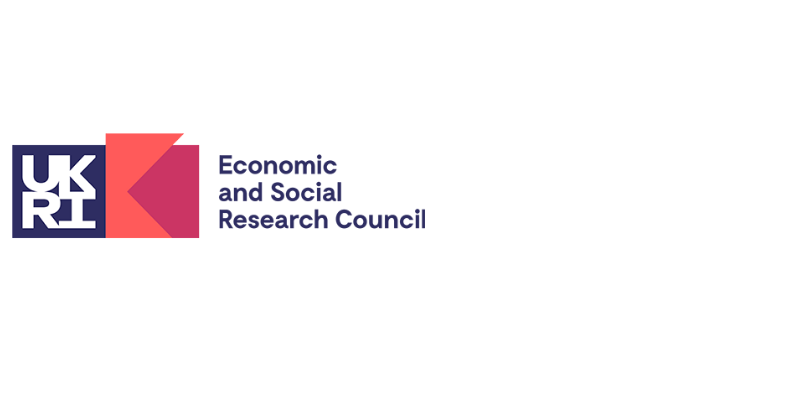 UK
RI
Economic
and Social
Research Council